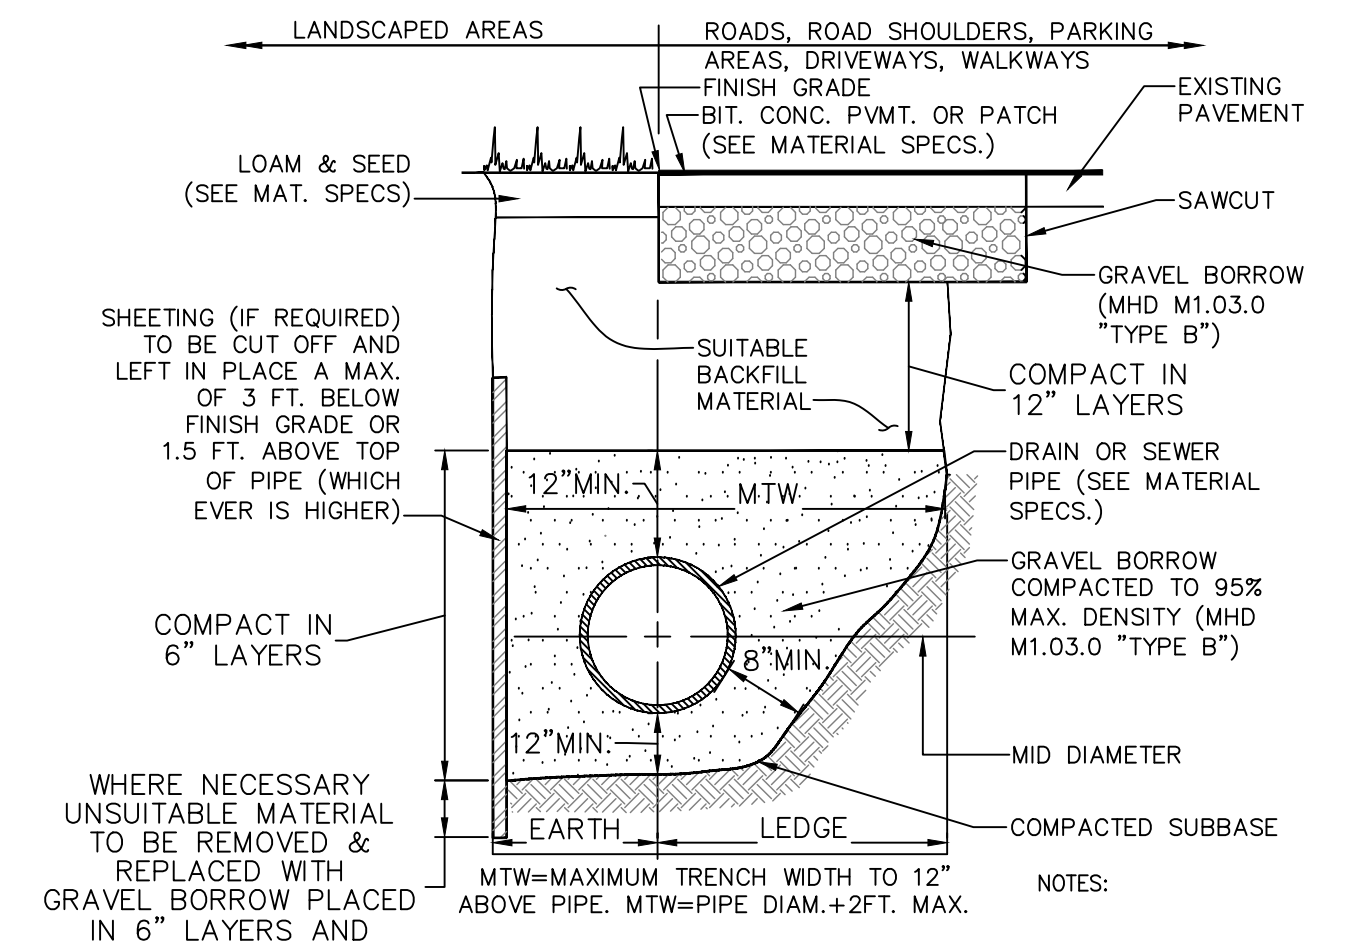 LANDSCAPED AREAS
ROADS, ROAD SHOULDERS, PARKING
AREAS, DRIVEWAYS, WALKWAYS
FINISH GRADE
BIT. CONC. PVMT. OR PATCH
(SEE MATERIAL SPECS.)
EXISTING
PAVEMENT
LOAM & SEED
(SEE MAT. SPECS)
SAWCUT
GRAVEL BORROW
(MHD M1.03.0
"TYPE B")
SHEETING (IF REQUIRED)
TO BE CUT OFF AND
LEFT IN PLACE A MAX.
OF 3 FT. BELOW
FINISH GRADE OR
1.5 FT. ABOVE TOP
OF PIPE (WHICH
EVER IS HIGHER)
SUITABLE
BACKFILL
MATERIAL
COMPACT IN
12" LAYERS
DRAIN OR SEWER
PIPE (SEE MATERIAL
SPECS.)
12"MIN.
MTW
GRAVEL BORROW
COMPACTED TO 95%
MAX. DENSITY (MHD
M1.03.0 "TYPE B")
COMPACT IN
6" LAYERS
8"MIN.
12"MIN.
MID DIAMETER
WHERE NECESSARY
UNSUITABLE MATERIAL
TO BE REMOVED &
REPLACED WITH
GRAVEL BORROW PLACED
IN 6" LAYERS AND
EARTH
LEDGE
COMPACTED SUBBASE
MTW=MAXIMUM TRENCH WIDTH TO 12"
ABOVE PIPE. MTW=PIPE DIAM.+2FT. MAX.
NOTES: